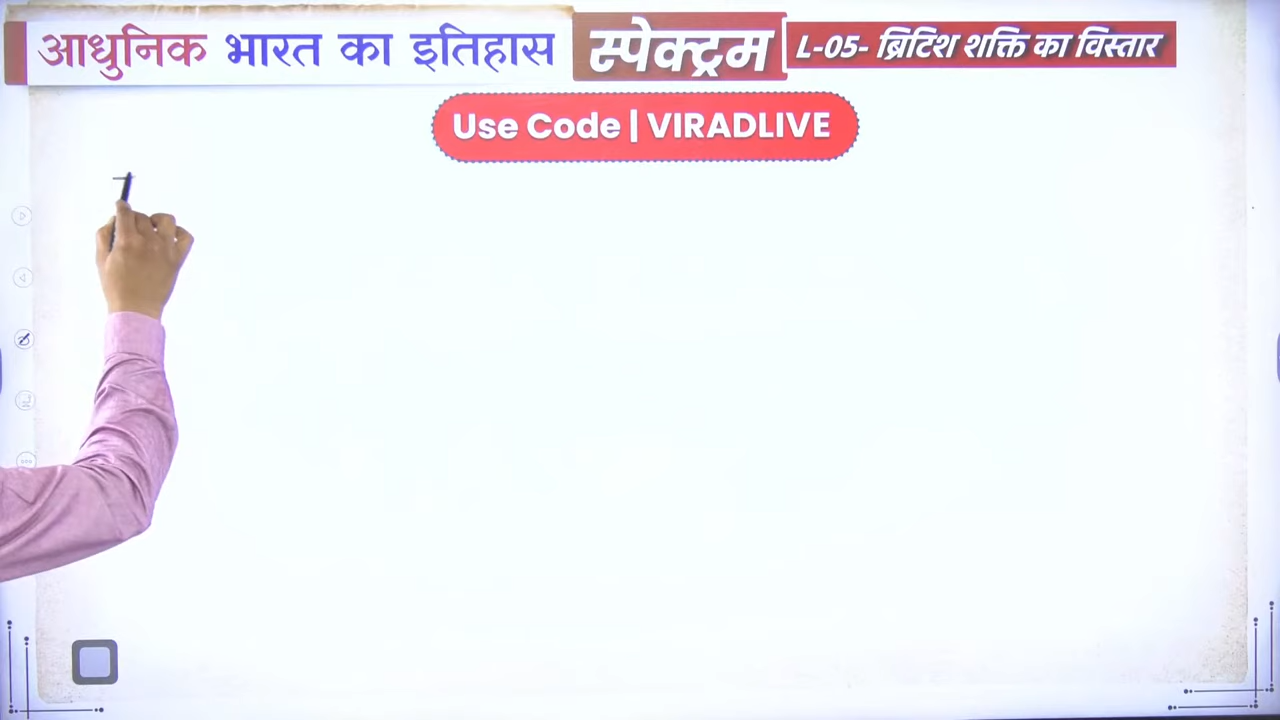 आधुनिक भारत का इतिहास स्पेक्ट्रम L-05- ब्रिटिश शक्ति का विस्तार
Use Code | VIRADLIVE